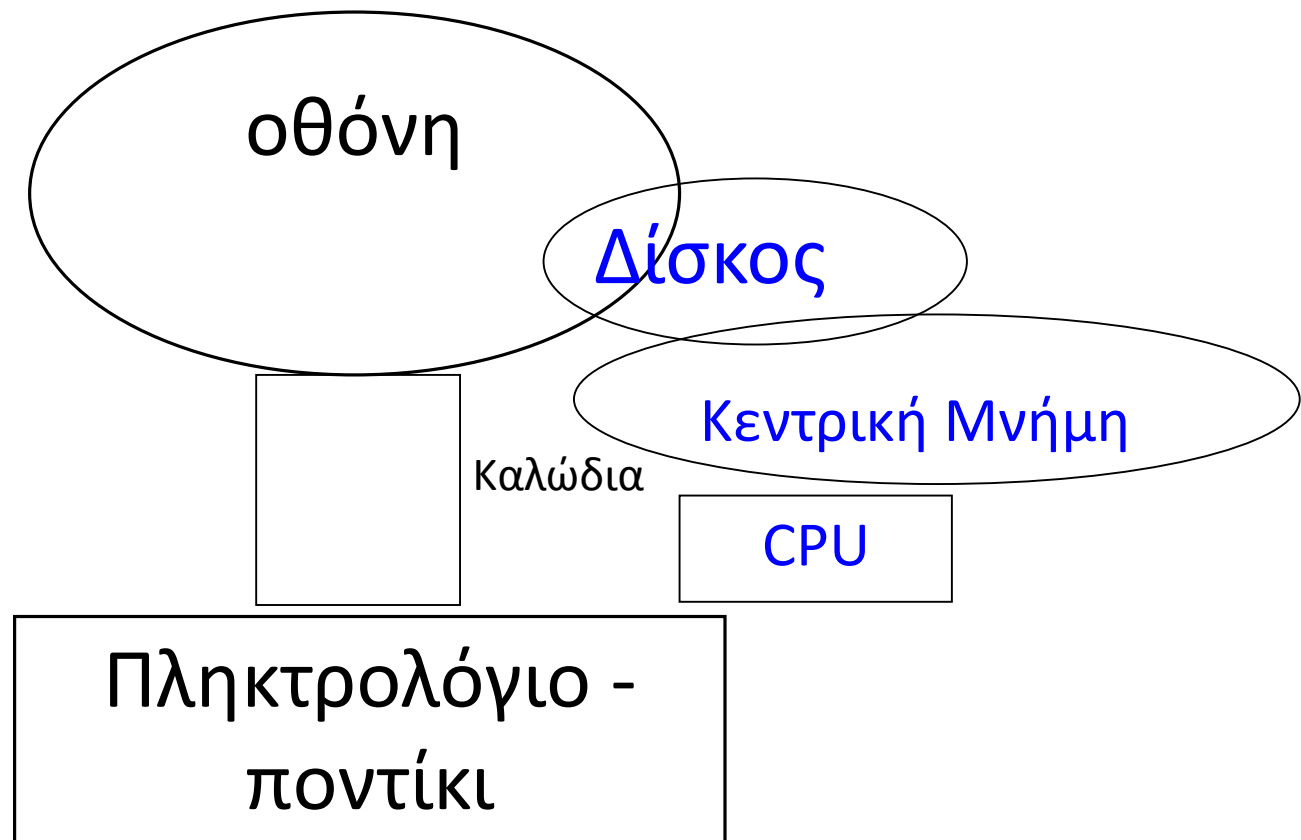 οθόνη
Δίσκος
Κεντρική Μνήμη
Καλώδια
CPU
Πληκτρολόγιο -
ποντίκι